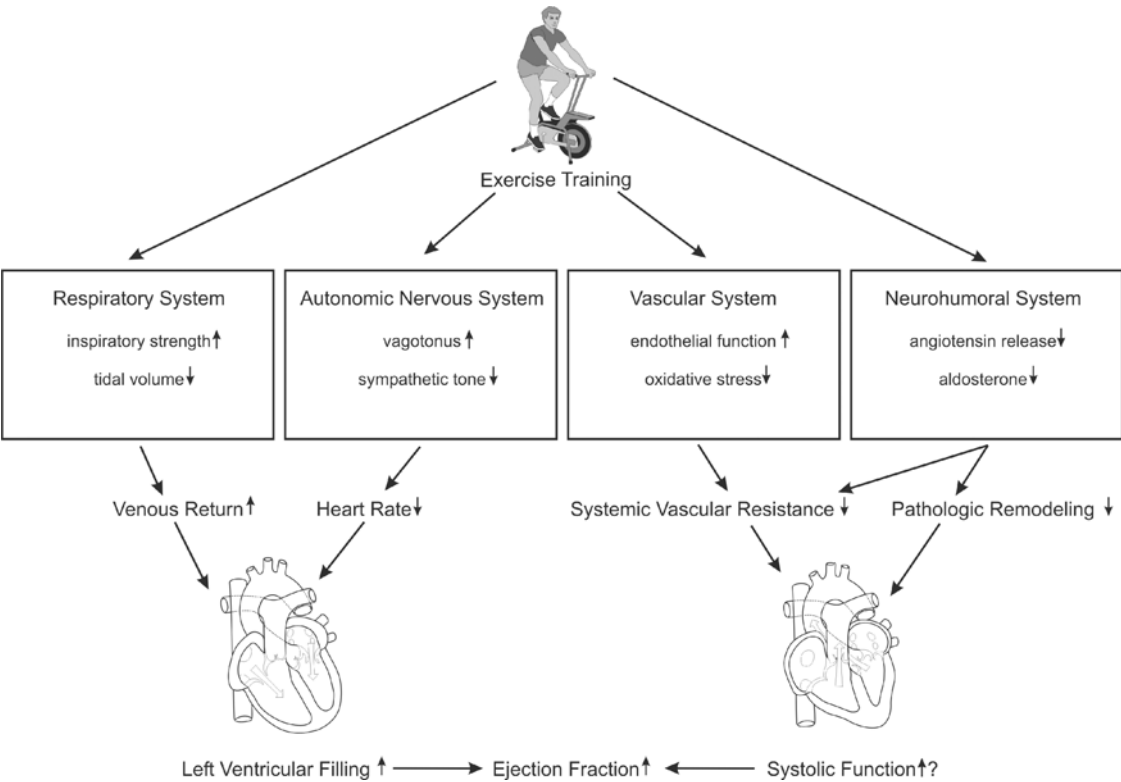 Exercise Training
Respiratory System
inspiratory strength↑
tidal volume↓
Autonomic Nervous System
vagotonus↑
sympathetic tone↓
Vascular System
endothelial function↑
oxidative stress↓
Neurohumoral System
angiotensin release↓
aldosterone↓
Venous Return↑
Heart Rate↓
Systemic Vascular Resistance↓
Pathologic Remodeling↓
Left Ventricular Filling↑
Ejection Fraction↑
Systolic Function↑?